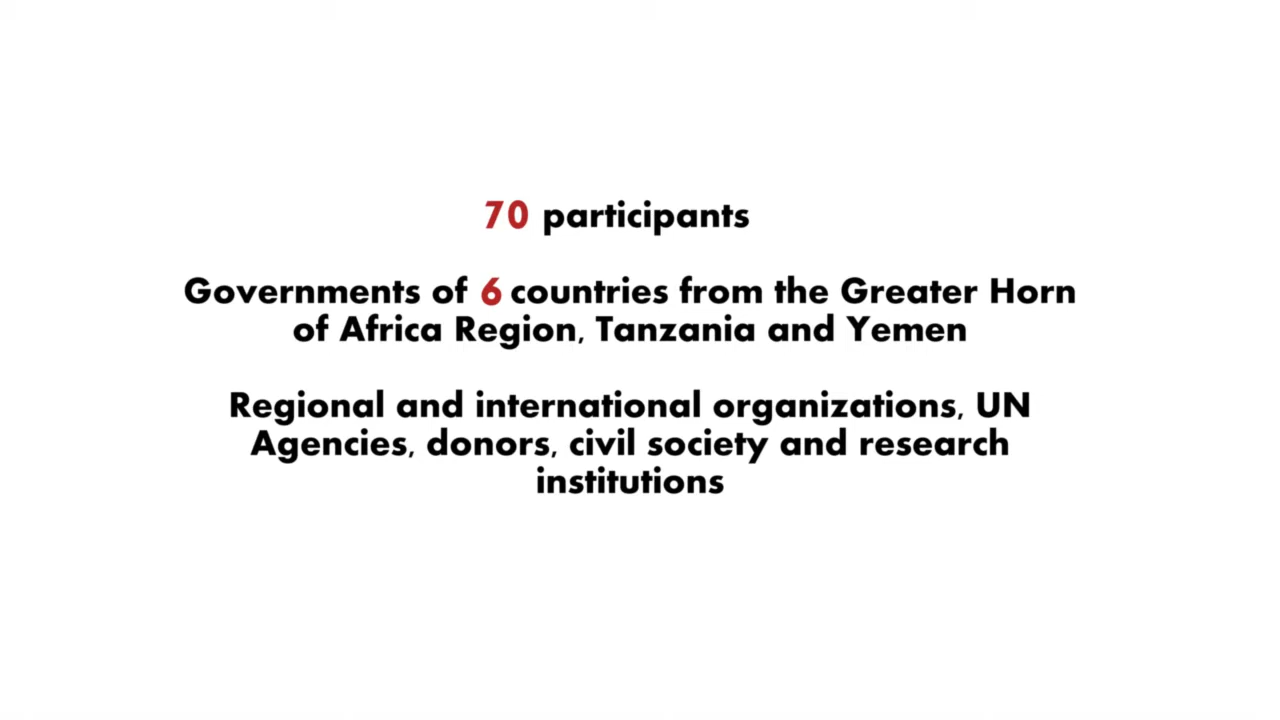 70 participants
Governments of 6 countries from the Greater Horn
of Africa Region, Tanzania and Yemen
Regional and international organizations, UN
Agencies, donors, civil society and research
institutions